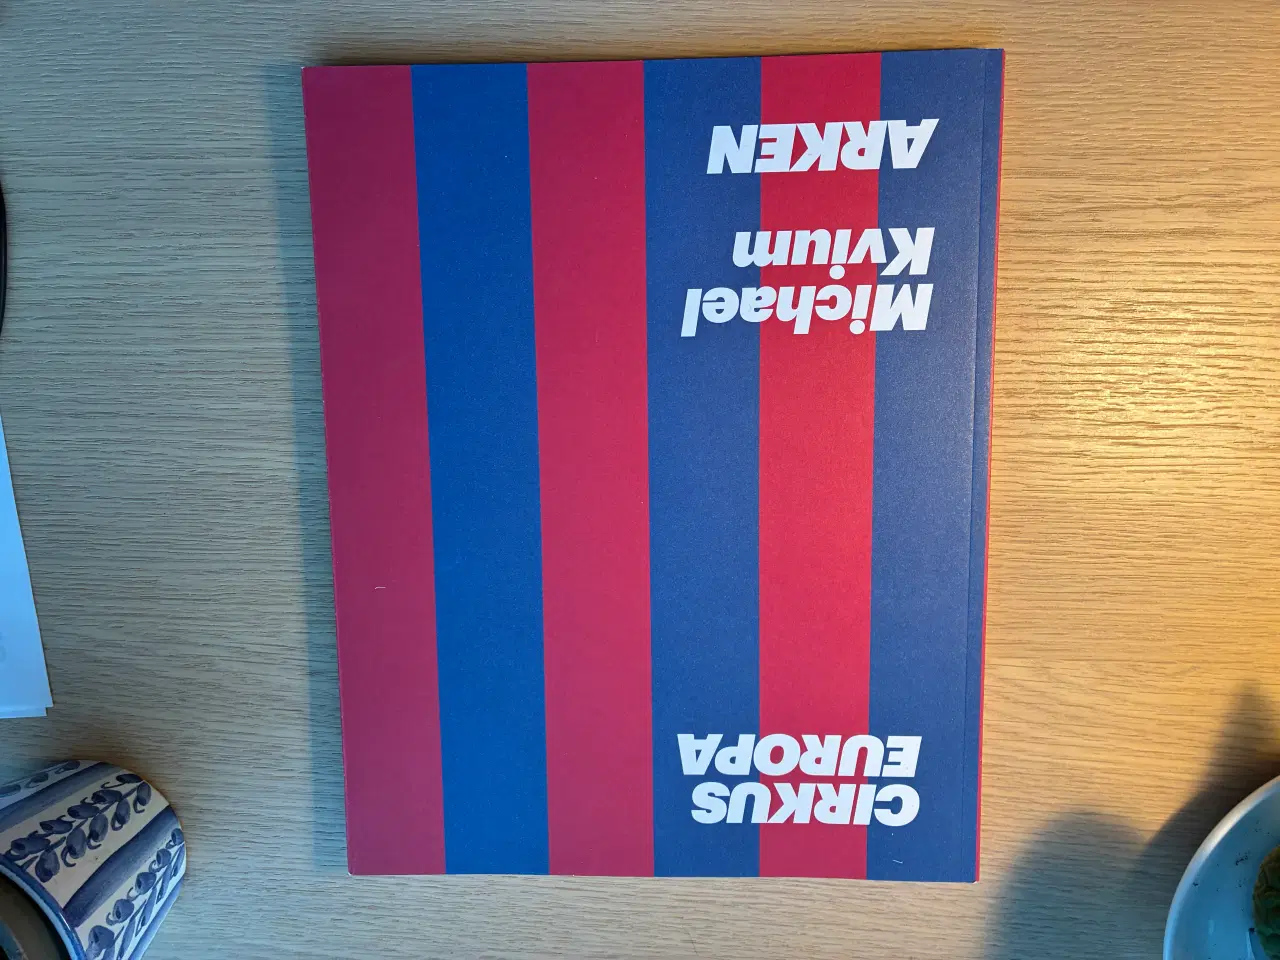 CIRKUS
EUROPA
Michael
Kvium
ARKEN